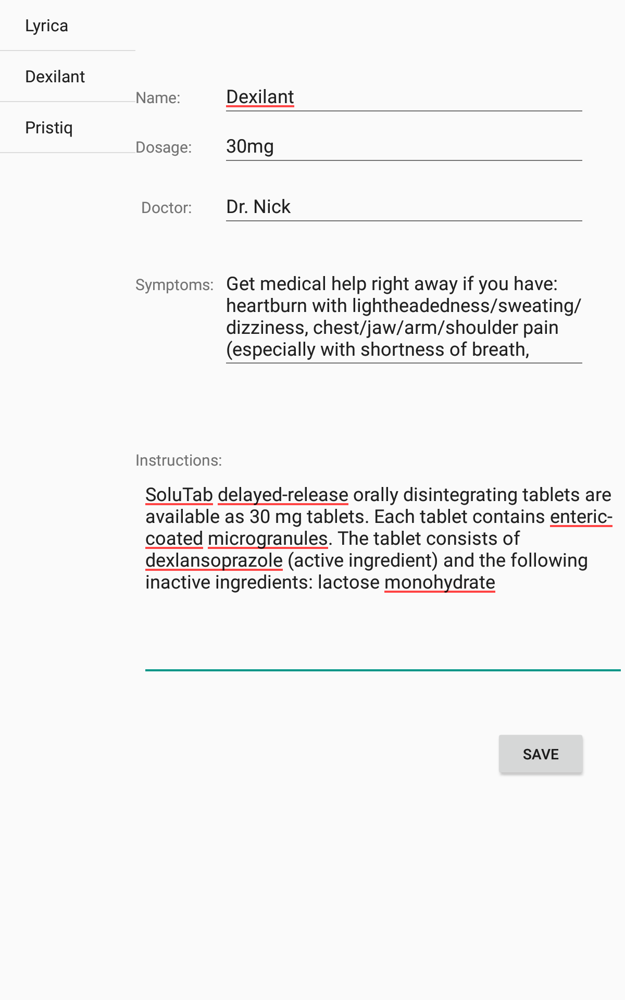 Lyrica
Dexilant
Pristiq
Name:
Dexilant
Dosage:
30mg
Doctor:
Dr. Nick
Symptoms:
Get medical help right away if you have:
heartburn with lightheadedness/sweating/
dizziness, chest/jaw/arm/shoulder pain
(especially with shortness of breath,
Instructions:
SoluTab delayed-release orally disintegrating tablets are
available as 30 mg tablets. Each tablet contains enteric-
coated microgranules. The tablet consists of
dexlansoprazole (active ingredient) and the following
inactive ingredients: lactose monohydrate
SAVE